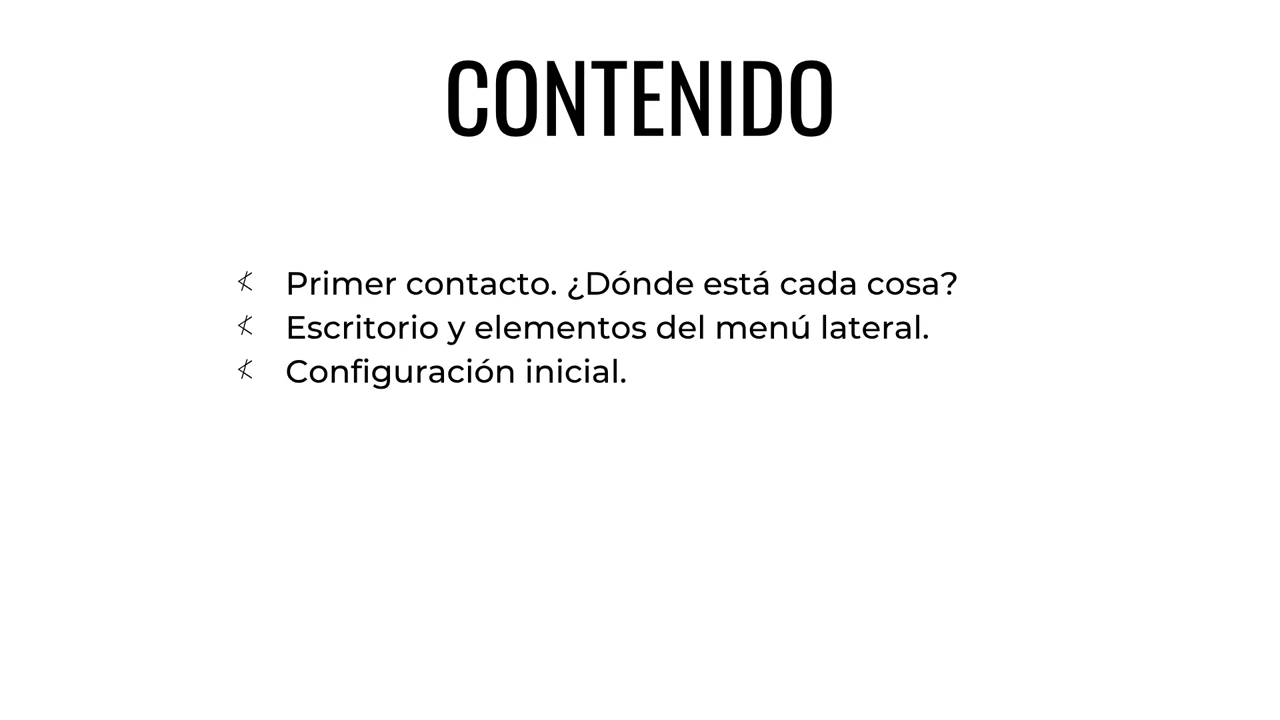 CONTENIDO
≮ Primer contacto. ¿Dónde está cada cosa?
≮ Escritorio y elementos del menú lateral.
≮ Configuración inicial.